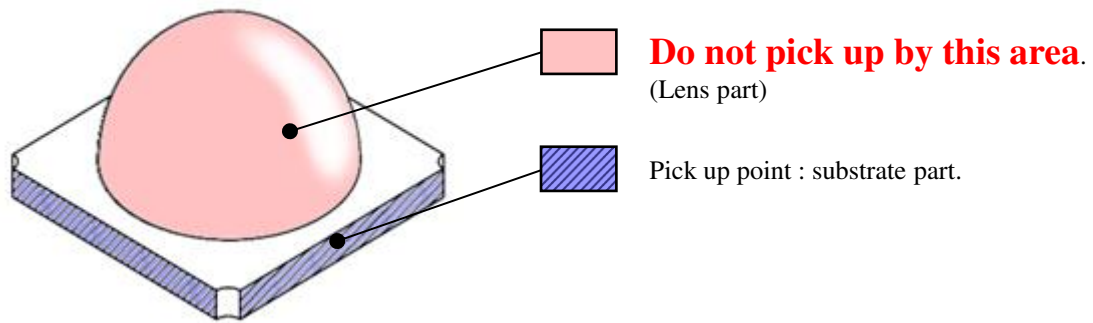 Do not pick up by this area.
(Lens part)
Pick up point : substrate part.